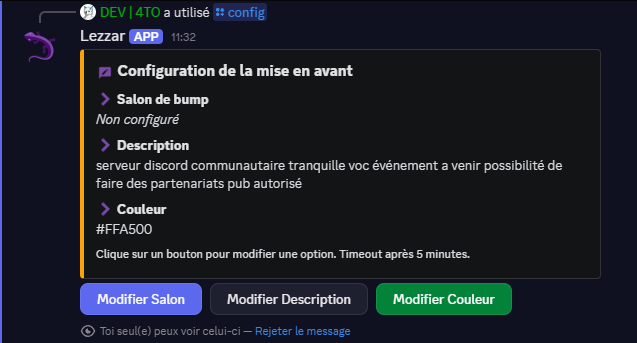 DEV | 4TO a utilisé config
Lezzar APP 11:32
Configuration de la mise en avant
Salon de bump
Non configuré
Description
serveur discord communautaire tranquille voc événement a venir possibilité de
faire des partenariats pub autorisé
Couleur
#FFA500
Clique sur un bouton pour modifier une option. Timeout après 5 minutes.
Modifier Salon Modifier Description Modifier Couleur
Toi seul(e) peux voir celui-ci — Rejeter le message